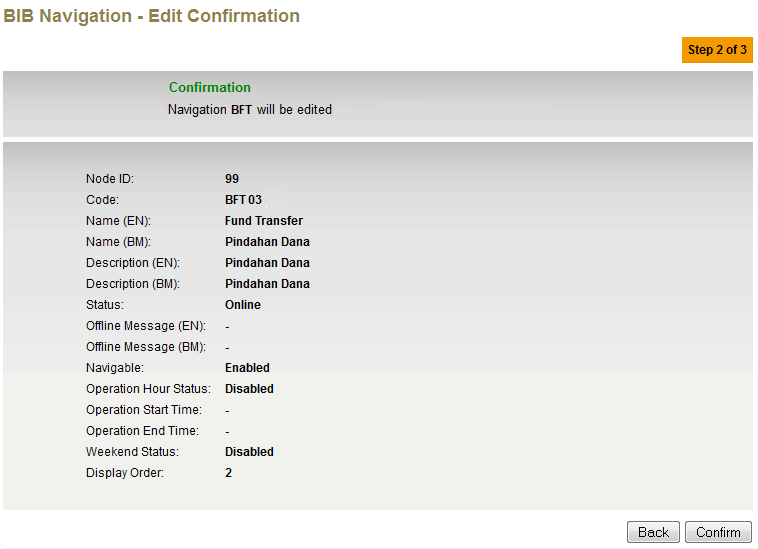 BIB Navigation - Edit Confirmation
Step 2 of 3
Confirmation
Navigation BFT will be edited
Node ID: 99
Code: BFT 03
Name (EN): Fund Transfer
Name (BM): Pindahan Dana
Description (EN): Pindahan Dana
Description (BM): Pindahan Dana
Status: Online
Offline Message (EN): -
Offline Message (BM): -
Navigable: Enabled
Operation Hour Status: Disabled
Operation Start Time: -
Operation End Time: -
Weekend Status: Disabled
Display Order: 2
Back Confirm